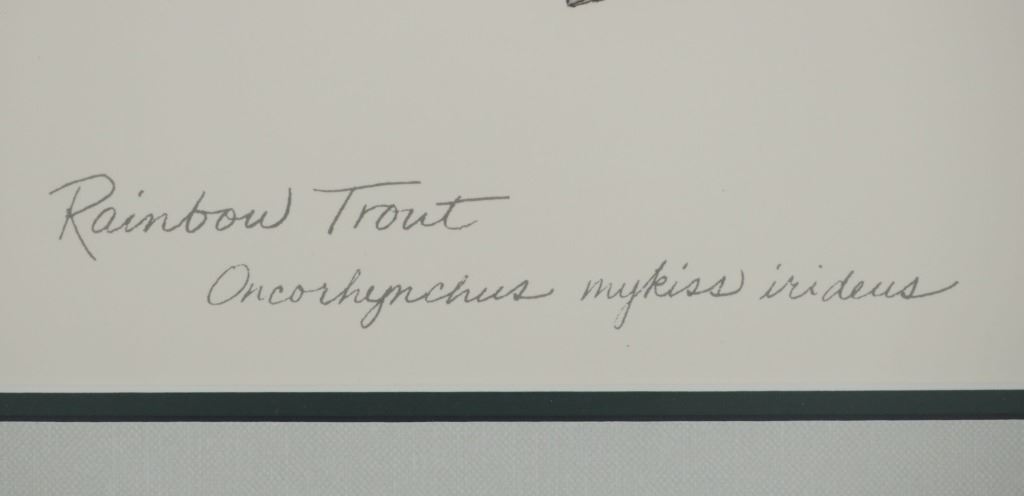 Rainbow Trout
Oncorhynchus mykiss irideus